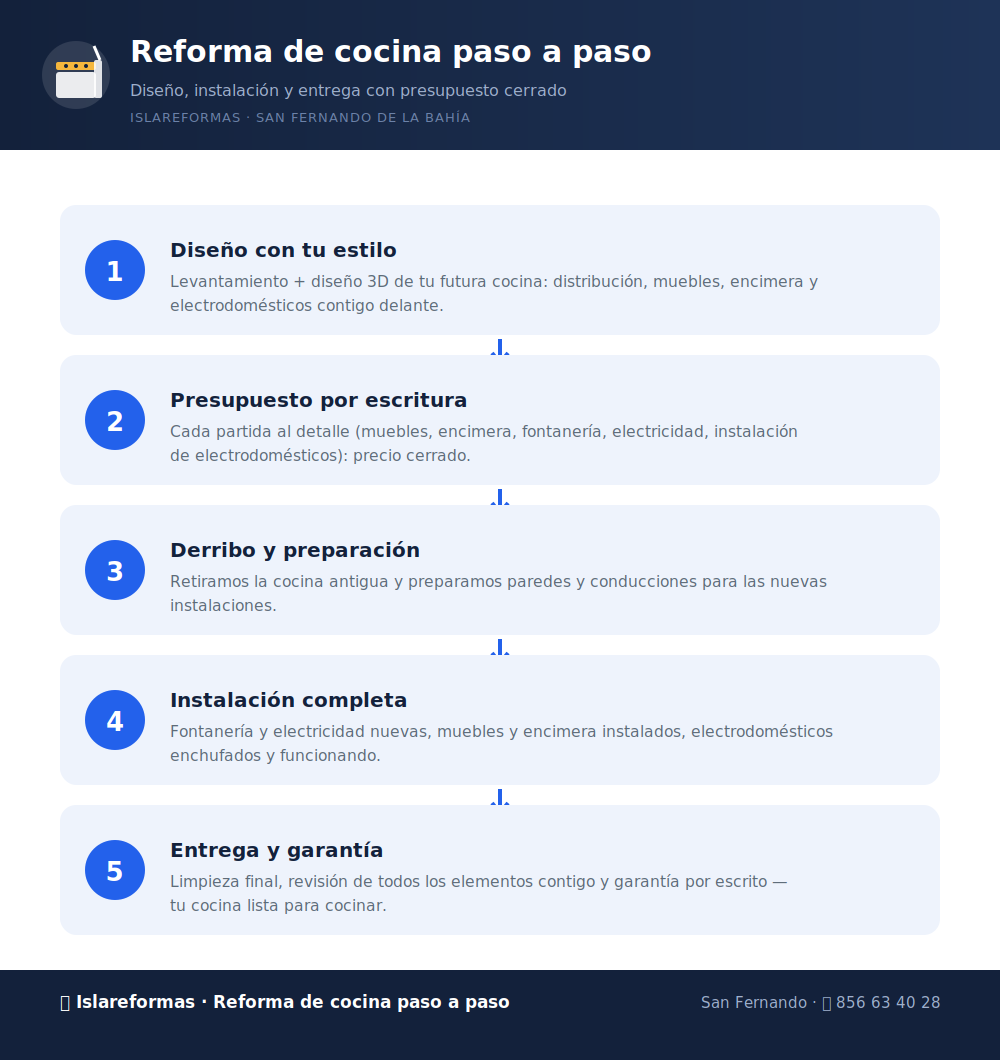 Reforma de cocina paso a paso
Diseño, instalación y entrega con presupuesto cerrado
ISLAREFORMAS · SAN FERNANDO DE LA BAHÍA
1
Diseño con tu estilo
Levantamiento + diseño 3D de tu futura cocina: distribución, muebles, encimera y
electrodomésticos contigo delante.
2
Presupuesto por escritura
Cada partida al detalle (muebles, encimera, fontanería, electricidad, instalación
de electrodomésticos): precio cerrado.
3
Derribo y preparación
Retiramos la cocina antigua y preparamos paredes y conducciones para las nuevas
instalaciones.
4
Instalación completa
Fontanería y electricidad nuevas, muebles y encimera instalados, electrodomésticos
enchufados y funcionando.
5
Entrega y garantía
Limpieza final, revisión de todos los elementos contigo y garantía por escrito —
tu cocina lista para cocinar.
Islareformas · Reforma de cocina paso a paso
San Fernando · 856 63 40 28